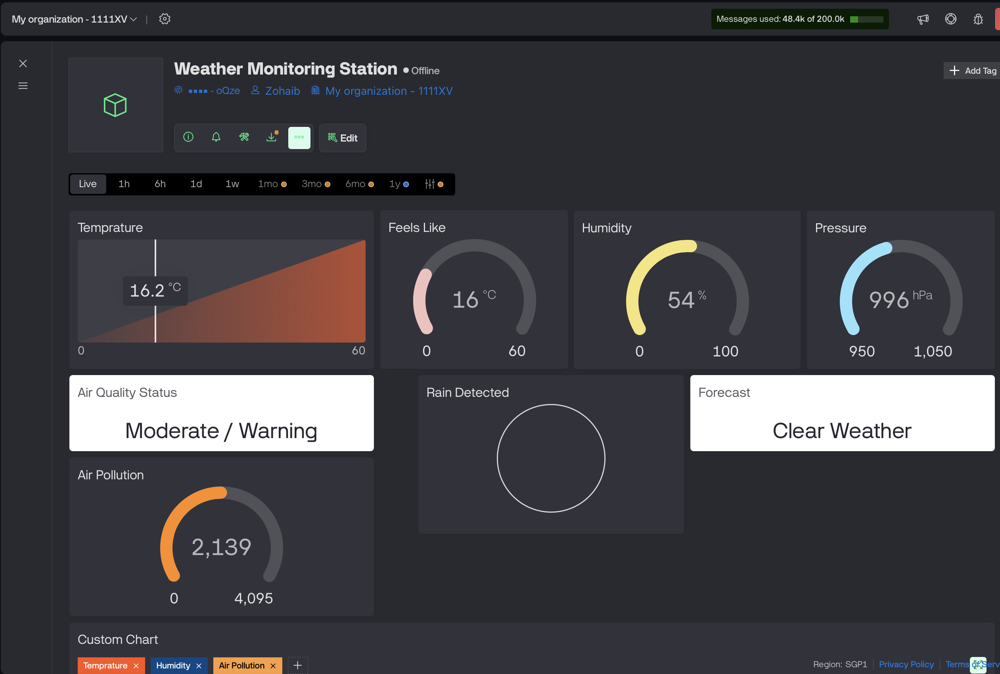 My organization - 1111XV
Messages used: 48.4k of 200.0k
Weather Monitoring Station
Offline
- oQze
Zohaib
My organization - 1111XV
Add Tag
Edit
Live 1h 6h 1d 1w 1mo 3mo 6mo 1y
Temprature
16.2 °C
0 60
Feels Like
16 °C
0 60
Humidity
54 %
0 100
Pressure
996 hPa
950 1,050
Air Quality Status
Moderate / Warning
Rain Detected
Forecast
Clear Weather
Air Pollution
2,139
0 4,095
Custom Chart
Temprature
Humidity
Air Pollution
Region: SGP1
Privacy Policy
Terms of Serv